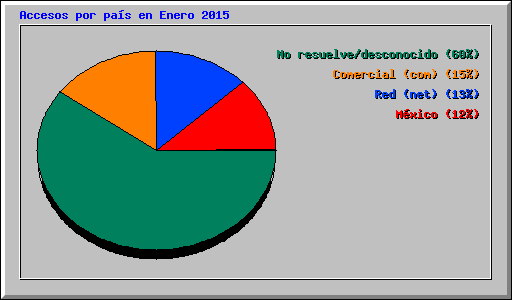 Accesos por país en Enero 2015
No resuelve/desconocido (60%)
Comercial (com) (15%)
Red (net) (13%)
México (12%)